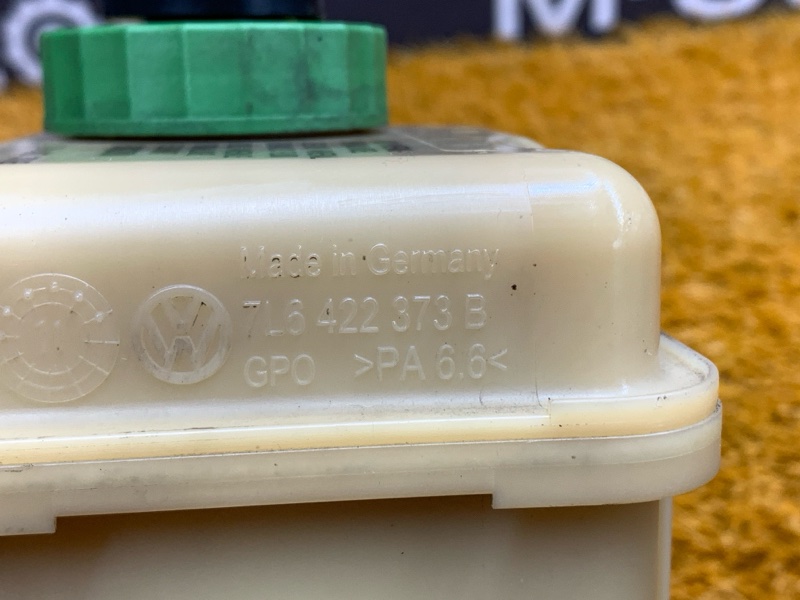 Made in Germany
7L6 422 373 B
GPO >PA 6.6<